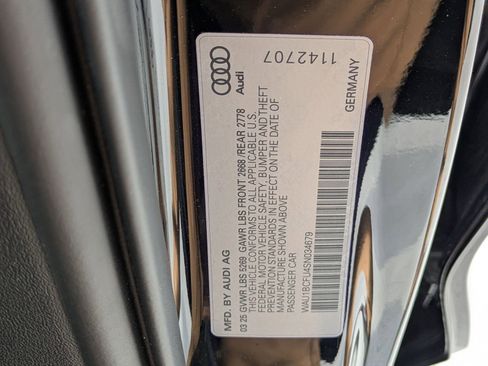 Audi
1142707
MFD. BY AUDI AG
03 25 GVWR LBS 5269 GAWR LBS FRONT 2668 / REAR 2778
THIS VEHICLE CONFORMS TO ALL APPLICABLE U.S.
FEDERAL MOTOR VEHICLE SAFETY, BUMPER AND THEFT
PREVENTION STANDARDS IN EFFECT ON THE DATE OF
MANUFACTURE SHOWN ABOVE
PASSENGER CAR
WAU1BCFU4SN034679
GERMANY